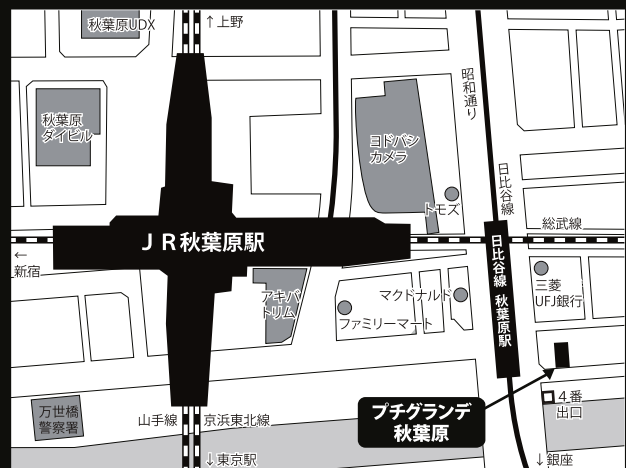 秋葉原UDX
↑上野
昭和通り
秋葉原
ダイビル
ヨドバシ
カメラ
トモズ
日比谷線
総武線
JR秋葉原駅
←
新宿
日比谷線 秋葉原駅
アキバ
トリム
マクドナルド
ファミリーマート
三菱
UFJ銀行
プチグランデ
秋葉原
4番
出口
万世橋
警察署
山手線
京浜東北線
↓東京駅
↓銀座